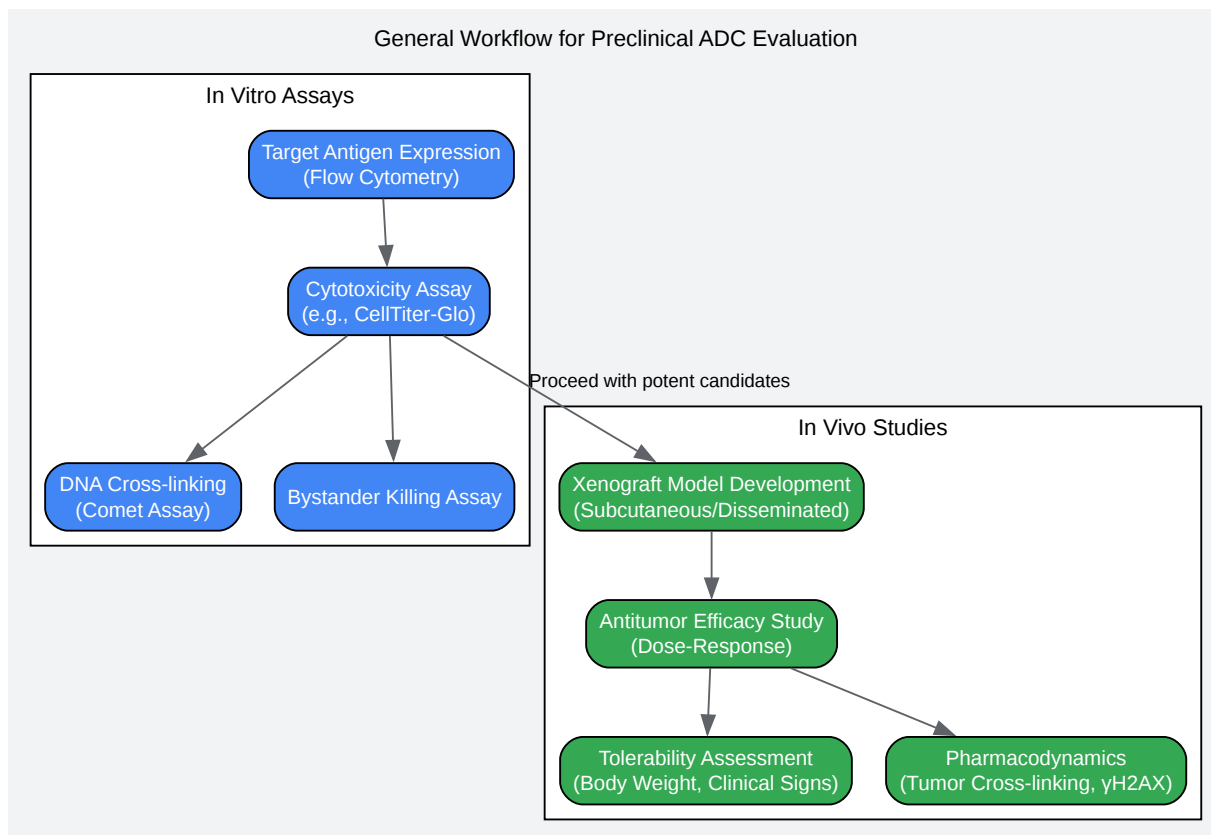 General Workflow for Preclinical ADC Evaluation
In Vitro Assays
Target Antigen Expression
(Flow Cytometry)
Cytotoxicity Assay
(e.g., CellTiter-Glo)
Proceed with potent candidates
DNA Cross-linking
(Comet Assay)
Bystander Killing Assay
In Vivo Studies
Xenograft Model Development
(Subcutaneous/Disseminated)
Antitumor Efficacy Study
(Dose-Response)
Tolerability Assessment
(Body Weight, Clinical Signs)
Pharmacodynamics
(Tumor Cross-linking, γH2AX)